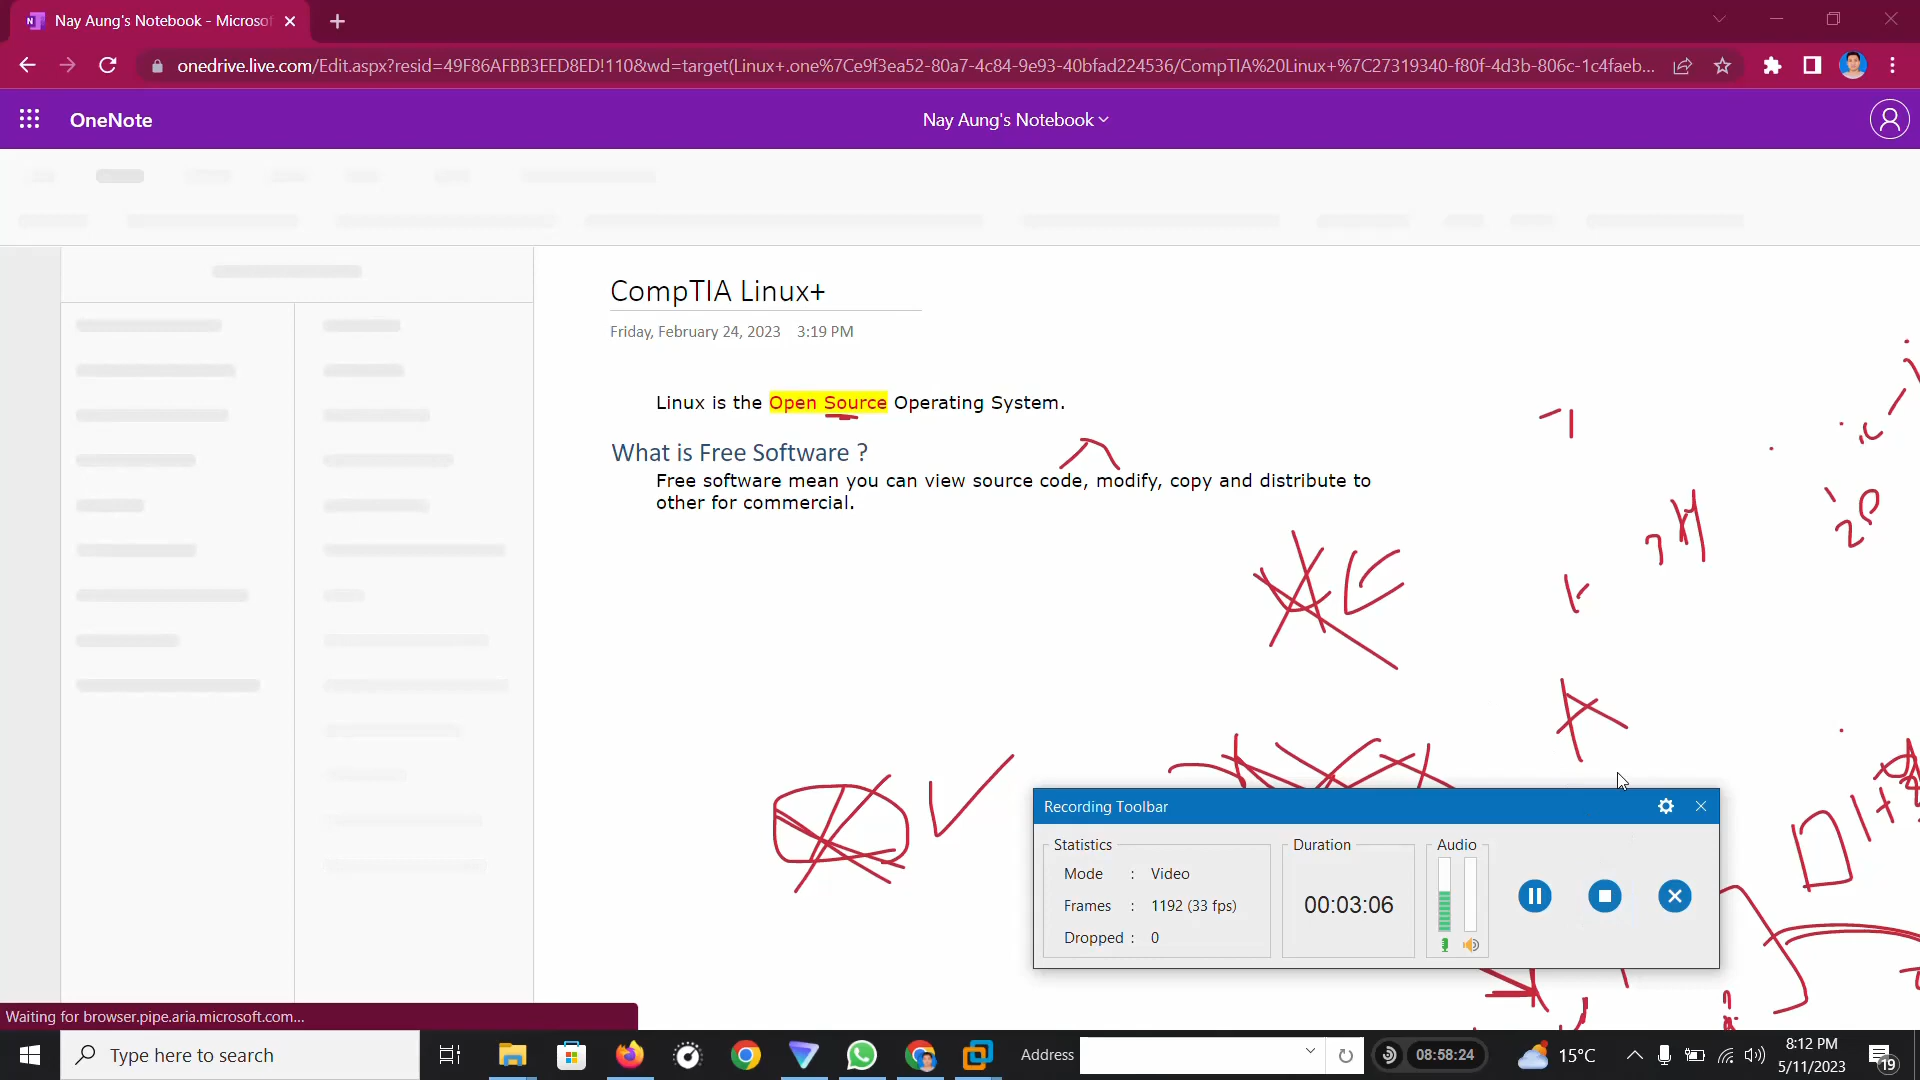 Nay Aung's Notebook - Microsof
onedrive.live.com/Edit.aspx?resid=49F86AFBB3EED8ED!110&wd=target(Linux+.one%7Ce9f3ea52-80a7-4c84-9e93-40bfad224536/CompTIA%20Linux+%7C27319340-f80f-4d3b-806c-1c4faeb...
OneNote
Nay Aung's Notebook
CompTIA Linux+
Friday, February 24, 2023 3:19 PM
Linux is the Open Source Operating System.
What is Free Software ?
Free software mean you can view source code, modify, copy and distribute to
other for commercial.
Recording Toolbar
Statistics
Mode : Video
Frames : 1192 (33 fps)
Dropped : 0
Duration
00:03:06
Audio
Waiting for browser.pipe.aria.microsoft.com...
Type here to search
Address
08:58:24
15°C
8:12 PM
5/11/2023
19